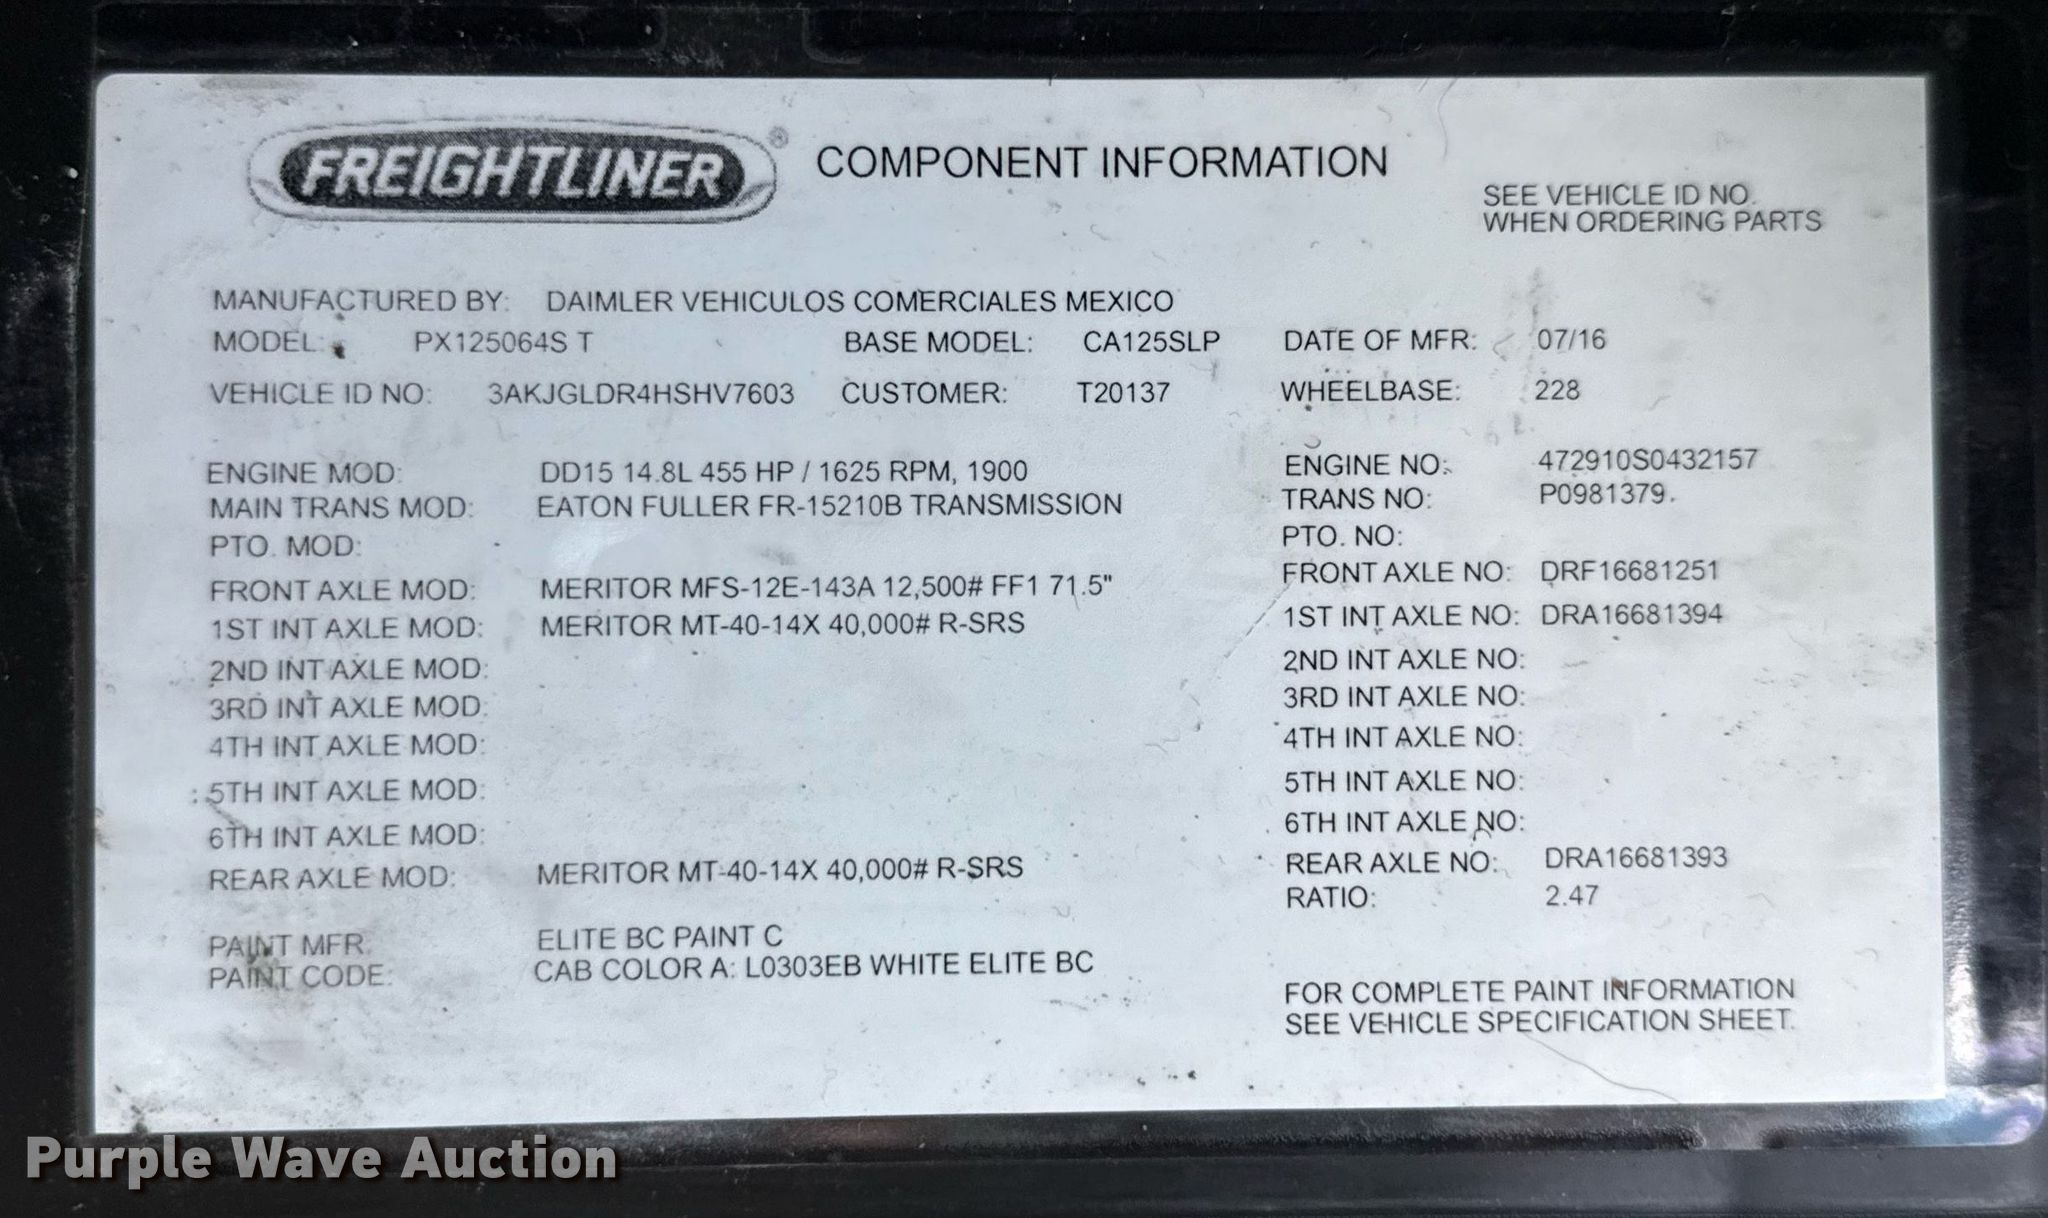 FREIGHTLINER ® COMPONENT INFORMATION
SEE VEHICLE ID NO.
WHEN ORDERING PARTS
MANUFACTURED BY: DAIMLER VEHICULOS COMERCIALES MEXICO
MODEL: PX125064S T BASE MODEL: CA125SLP DATE OF MFR: 07/16
VEHICLE ID NO: 3AKJGLDR4HSHV7603 CUSTOMER: T20137 WHEELBASE: 228
ENGINE MOD: DD15 14.8L 455 HP / 1625 RPM, 1900 ENGINE NO: 472910S0432157
MAIN TRANS MOD: EATON FULLER FR-15210B TRANSMISSION TRANS NO: P0981379
PTO. MOD: PTO. NO:
FRONT AXLE MOD: MERITOR MFS-12E-143A 12,500# FF1 71.5" FRONT AXLE NO: DRF16681251
1ST INT AXLE MOD: MERITOR MT-40-14X 40,000# R-SRS 1ST INT AXLE NO: DRA16681394
2ND INT AXLE MOD: 2ND INT AXLE NO:
3RD INT AXLE MOD: 3RD INT AXLE NO:
4TH INT AXLE MOD: 4TH INT AXLE NO:
5TH INT AXLE MOD: 5TH INT AXLE NO:
6TH INT AXLE MOD: 6TH INT AXLE NO:
REAR AXLE MOD: MERITOR MT-40-14X 40,000# R-SRS REAR AXLE NO: DRA16681393
RATIO: 2.47
PAINT MFR. ELITE BC PAINT C
PAINT CODE: CAB COLOR A: L0303EB WHITE ELITE BC
FOR COMPLETE PAINT INFORMATION
SEE VEHICLE SPECIFICATION SHEET.
Purple Wave Auction